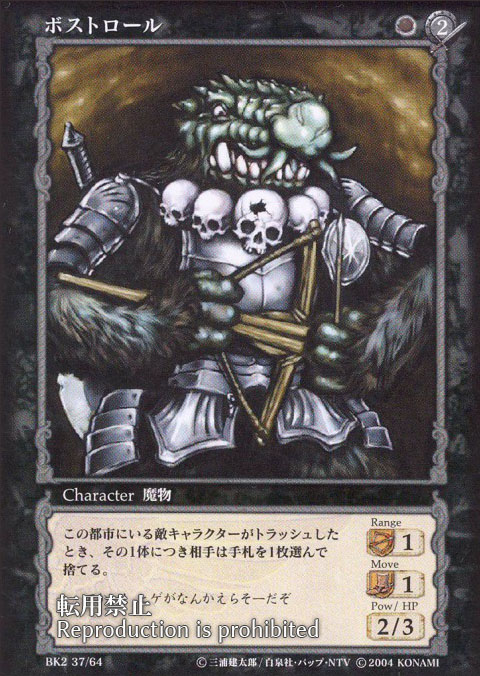 ボストロール
2
Character 魔物
この都市にいる敵キャラクターがトラッシュした
とき、その1体につき相手は手札を1枚選んで
捨てる。
ゲがなんかえらそーだぞ
転用禁止
Reproduction is prohibited
Range
1
Move
1
Pow/ HP
2/3
BK2 37/64
©三浦建太郎/白泉社・バップ・NTV ©2004 KONAMI